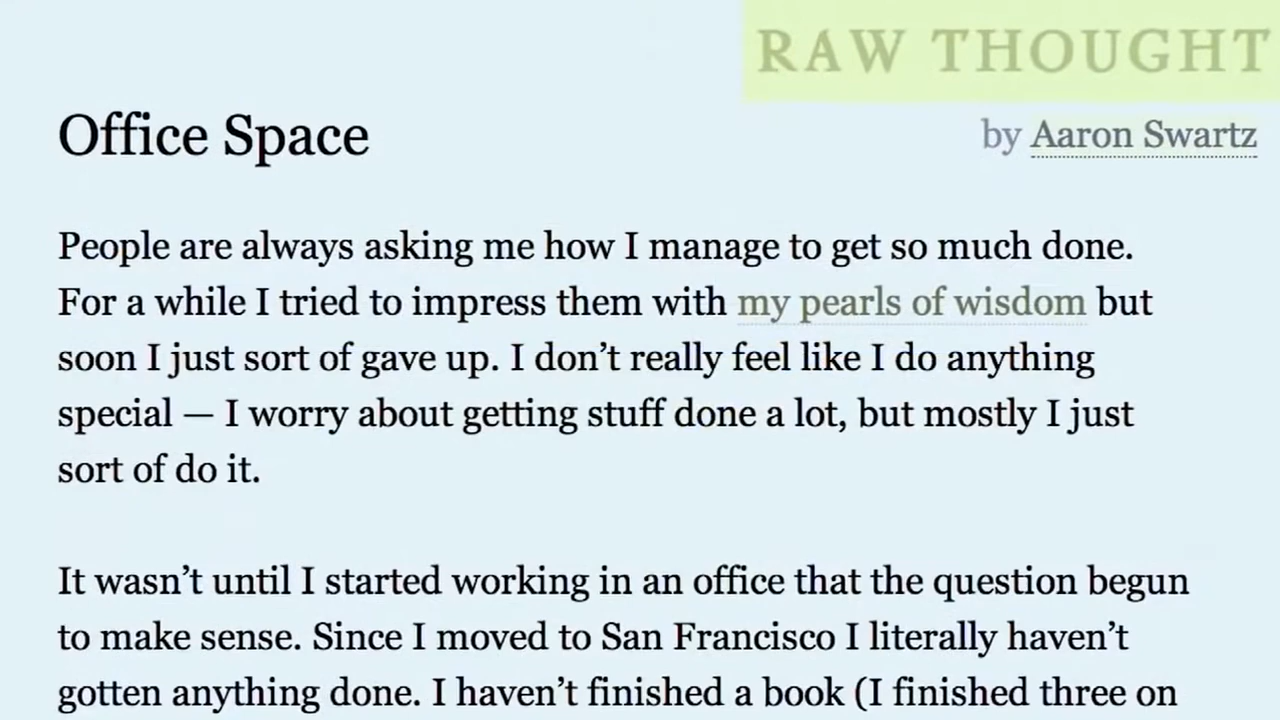 RAW THOUGHT
Office Space
by Aaron Swartz
People are always asking me how I manage to get so much done.
For a while I tried to impress them with my pearls of wisdom but
soon I just sort of gave up. I don’t really feel like I do anything
special — I worry about getting stuff done a lot, but mostly I just
sort of do it.
It wasn’t until I started working in an office that the question begun
to make sense. Since I moved to San Francisco I literally haven’t
gotten anything done. I haven’t finished a book (I finished three on